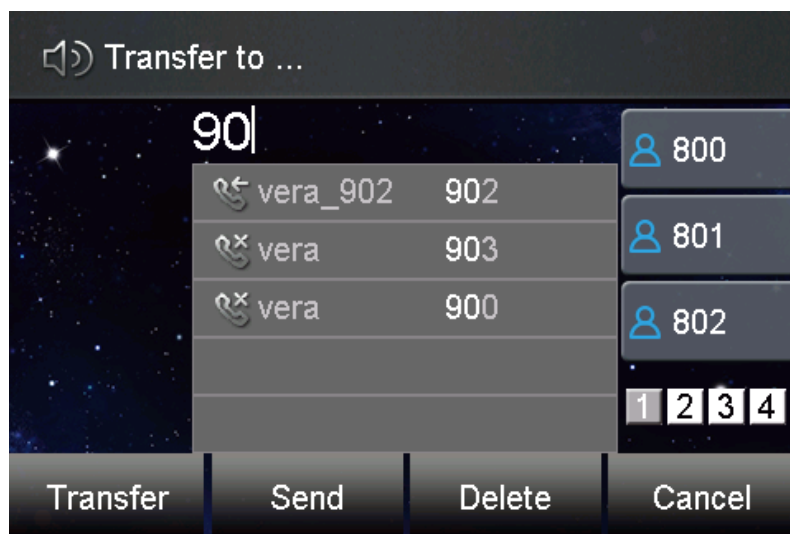 Transfer to ...
90
vera_902 902
vera 903
vera 900
800
801
802
1 2 3 4
Transfer Send Delete Cancel